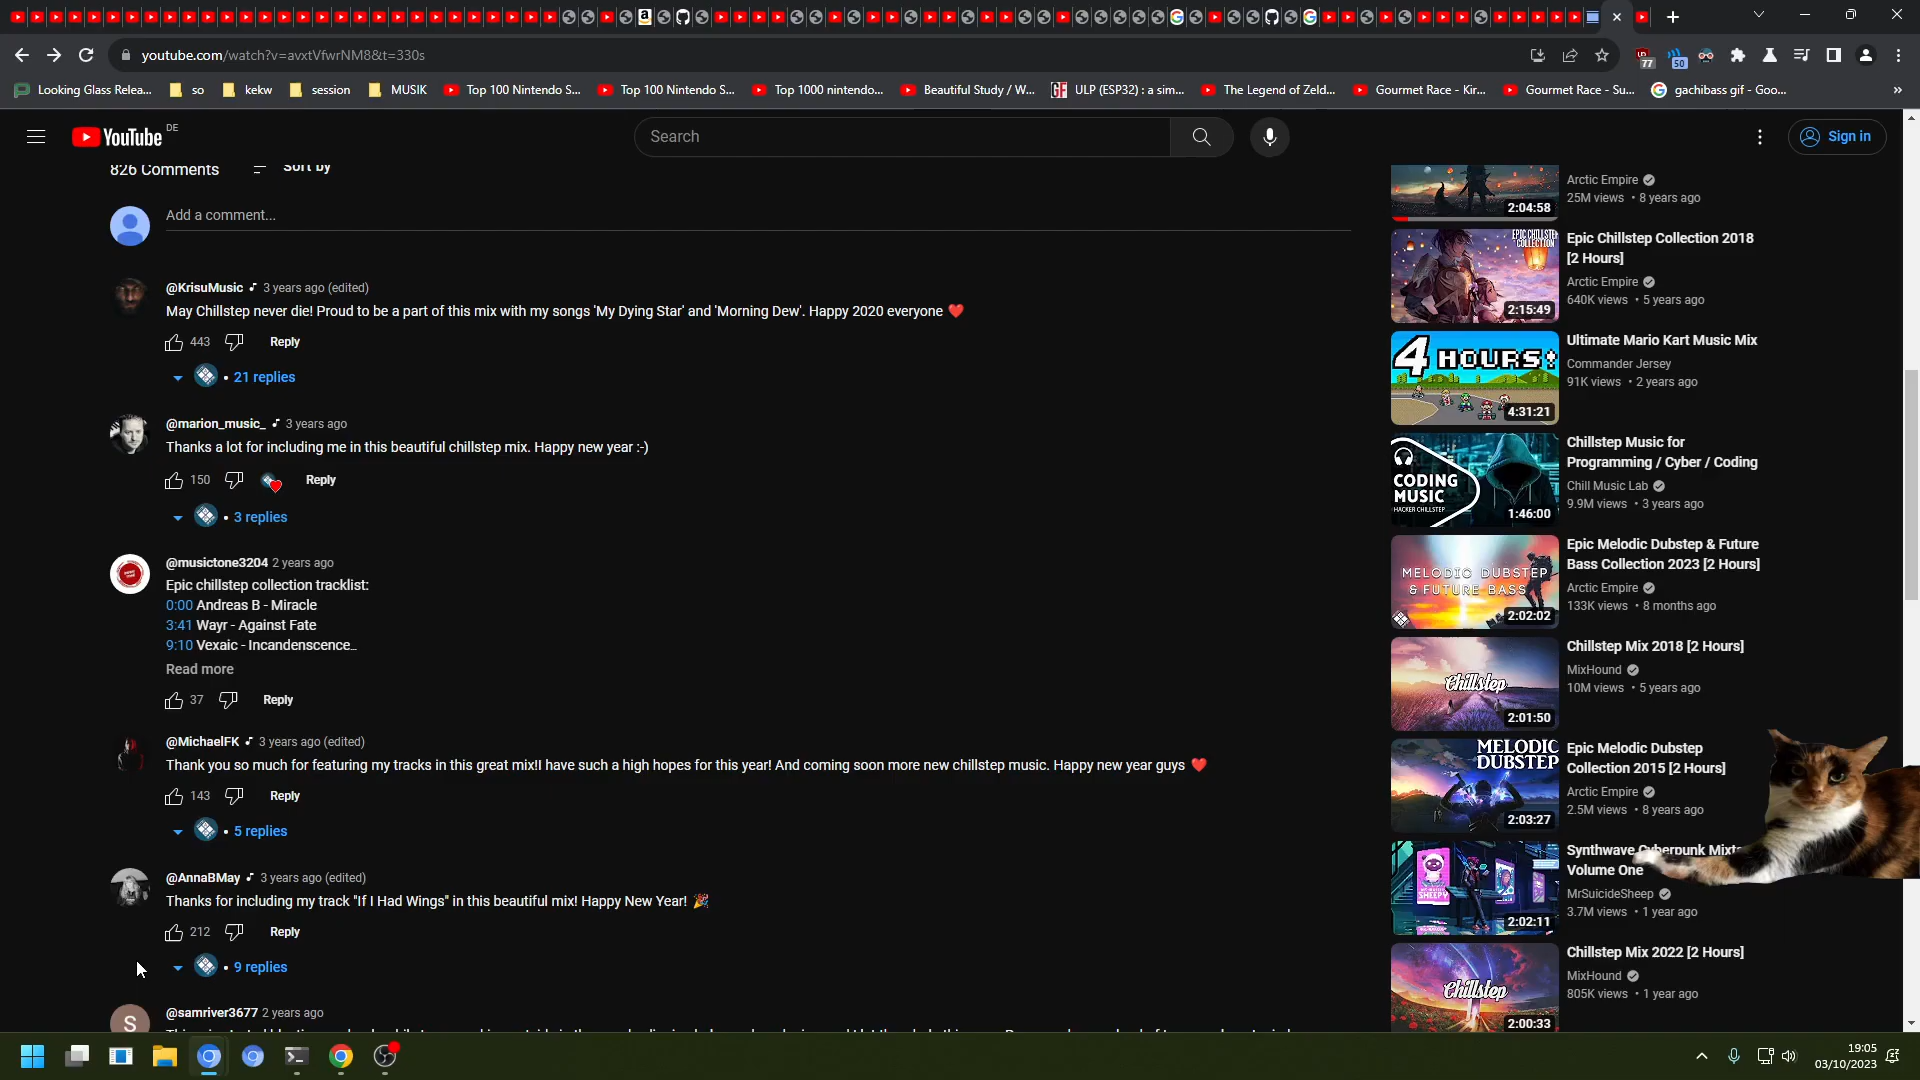 youtube.com/watch?v=avxtVfwrNM8&t=330s
77
50
Looking Glass Relea...
so
kekw
session
MUSIK
Top 100 Nintendo S...
Top 100 Nintendo S...
Top 1000 nintendo...
Beautiful Study / W...
ULP (ESP32) : a sim...
The Legend of Zeld...
Gourmet Race - Kir...
Gourmet Race - Su...
gachibass gif - Goo...
»
YouTube DE
Search
Sign in
826 Comments
Sort by
Add a comment...
@KrisuMusic 3 years ago (edited)
May Chillstep never die! Proud to be a part of this mix with my songs 'My Dying Star' and 'Morning Dew'. Happy 2020 everyone ❤️
443 Reply
• 21 replies
@marion_music_ 3 years ago
Thanks a lot for including me in this beautiful chillstep mix. Happy new year :-)
150 Reply
• 3 replies
@musictone3204 2 years ago
Epic chillstep collection tracklist:
0:00 Andreas B - Miracle
3:41 Wayr - Against Fate
9:10 Vexaic - Incandenscence...
Read more
37 Reply
@MichaelFK 3 years ago (edited)
Thank you so much for featuring my tracks in this great mix!I have such a high hopes for this year! And coming soon more new chillstep music. Happy new year guys ❤️
143 Reply
• 5 replies
@AnnaBMay 3 years ago (edited)
Thanks for including my track "If I Had Wings" in this beautiful mix! Happy New Year! 🎉
212 Reply
• 9 replies
S
@samriver3677 2 years ago
2:04:58
Arctic Empire
25M views • 8 years ago
EPIC CHILLSTEP
COLLECTION
2:15:49
Epic Chillstep Collection 2018
[2 Hours]
Arctic Empire
640K views • 5 years ago
4 HOURS!
4:31:21
Ultimate Mario Kart Music Mix
Commander Jersey
91K views • 2 years ago
CODING
MUSIC
HACKER CHILLSTEP
1:46:00
Chillstep Music for
Programming / Cyber / Coding
Chill Music Lab
9.9M views • 3 years ago
MELODIC DUBSTEP
& FUTURE BASS
2:02:02
Epic Melodic Dubstep & Future
Bass Collection 2023 [2 Hours]
Arctic Empire
133K views • 8 months ago
Chillstep
2:01:50
Chillstep Mix 2018 [2 Hours]
MixHound
10M views • 5 years ago
MELODIC
DUBSTEP
2:03:27
Epic Melodic Dubstep
Collection 2015 [2 Hours]
Arctic Empire
2.5M views • 8 years ago
SHEEPY
2:02:11
Synthwave Cyberpunk
Volume One
MrSuicideSheep
3.7M views • 1 year ago
Chillstep
2:00:33
Chillstep Mix 2022 [2 Hours]
MixHound
805K views • 1 year ago
19:05
03/10/2023